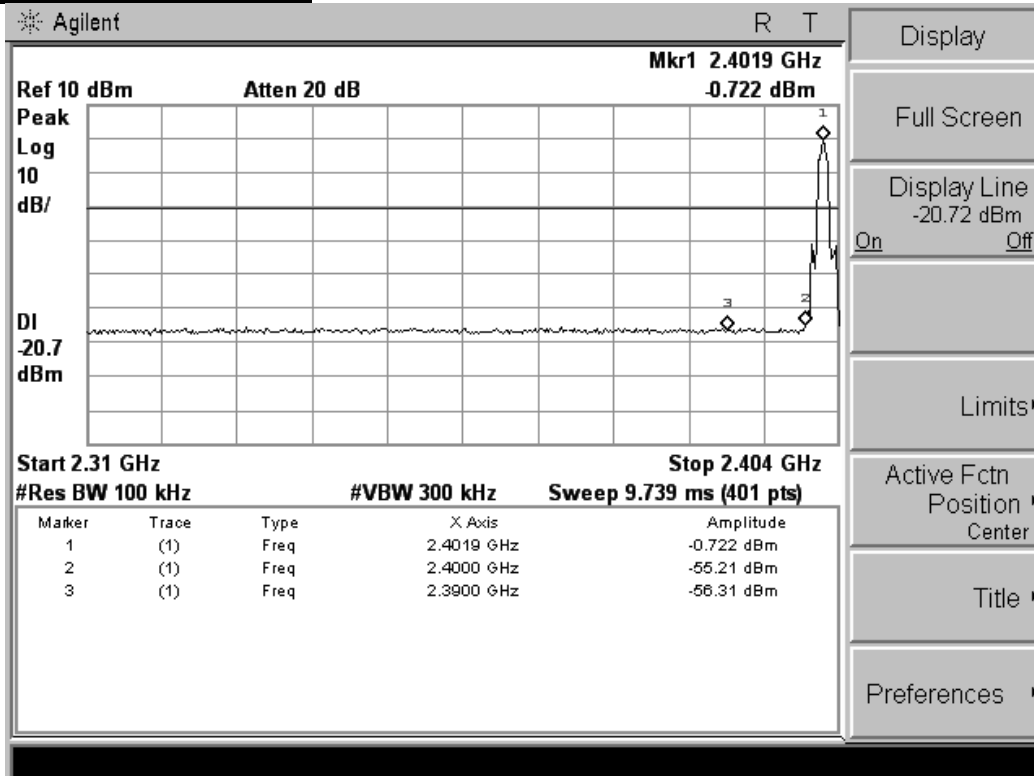 Agilent R T
Mkr1 2.4019 GHz
Ref 10 dBm Atten 20 dB -0.722 dBm
Peak
Log
10
dB/
1
3
2
DI
-20.7
dBm
Start 2.31 GHz Stop 2.404 GHz
#Res BW 100 kHz #VBW 300 kHz Sweep 9.739 ms (401 pts)
Marker Trace Type X Axis Amplitude
1 (1) Freq 2.4019 GHz -0.722 dBm
2 (1) Freq 2.4000 GHz -55.21 dBm
3 (1) Freq 2.3900 GHz -56.31 dBm
Display
Full Screen
Display Line
-20.72 dBm
On Off
Limits
Active Fctn
Position
Center
Title
Preferences